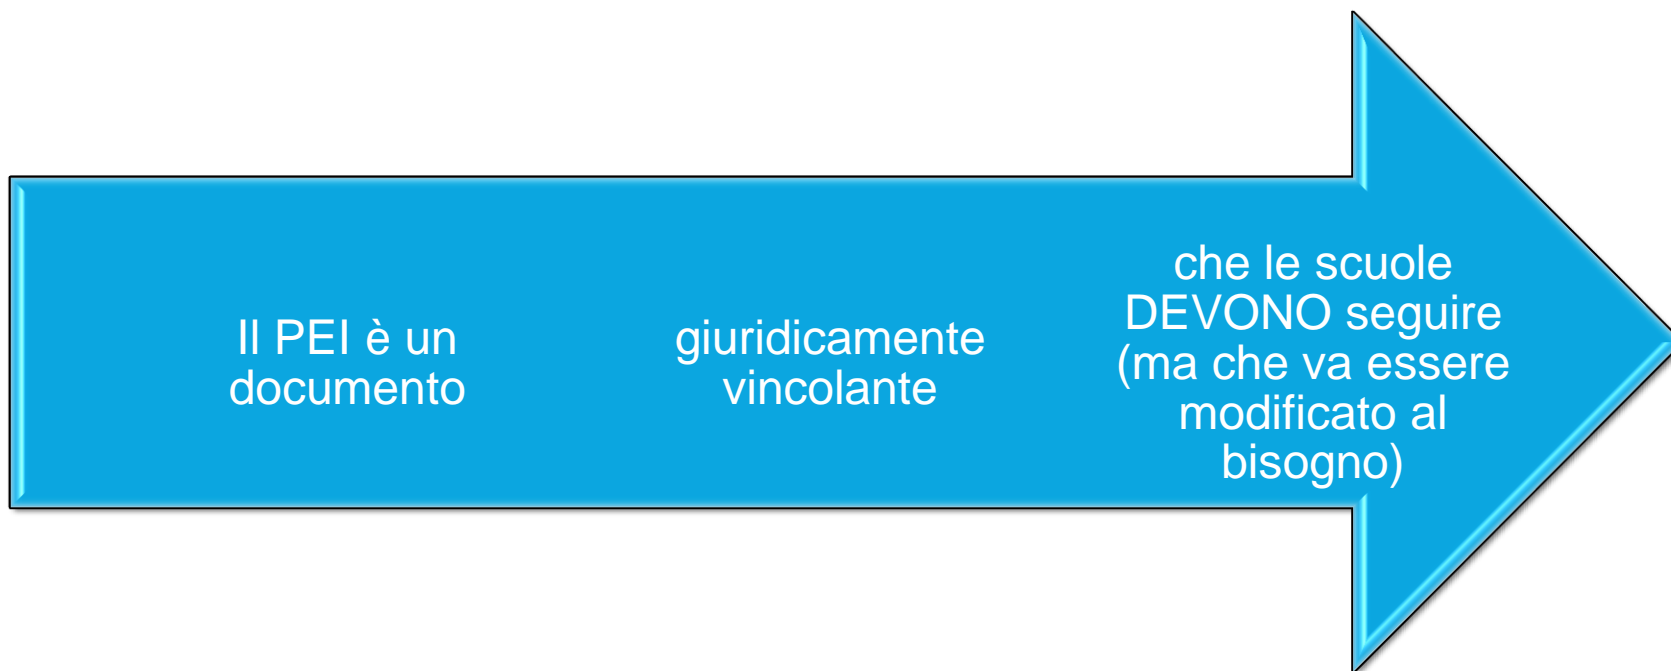 Il PEI è un
documento
giuridicamente
vincolante
che le scuole
DEVONO seguire
(ma che va essere
modificato al
bisogno)